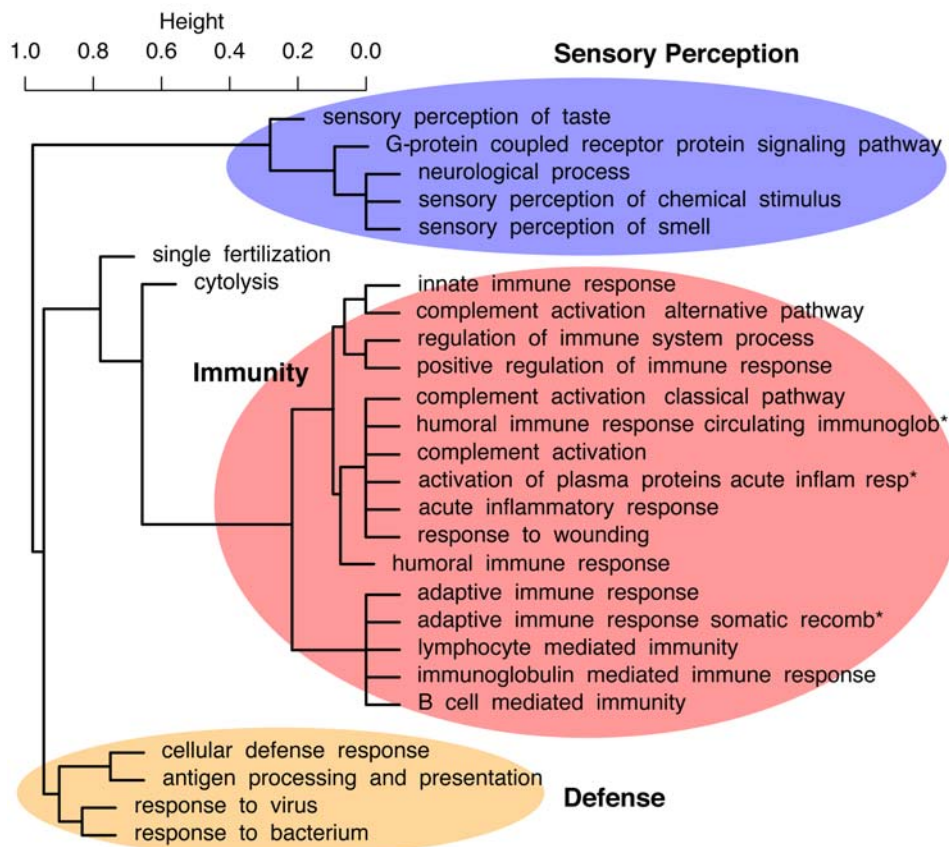 Height
1.0 0.8 0.6 0.4 0.2 0.0
Sensory Perception
sensory perception of taste
G-protein coupled receptor protein signaling pathway
neurological process
sensory perception of chemical stimulus
sensory perception of smell
single fertilization
cytolysis
innate immune response
complement activation alternative pathway
regulation of immune system process
positive regulation of immune response
Immunity
complement activation classical pathway
humoral immune response circulating immunoglob*
complement activation
activation of plasma proteins acute inflam resp*
acute inflammatory response
response to wounding
humoral immune response
adaptive immune response
adaptive immune response somatic recomb*
lymphocyte mediated immunity
immunoglobulin mediated immune response
B cell mediated immunity
cellular defense response
antigen processing and presentation
Defense
response to virus
response to bacterium